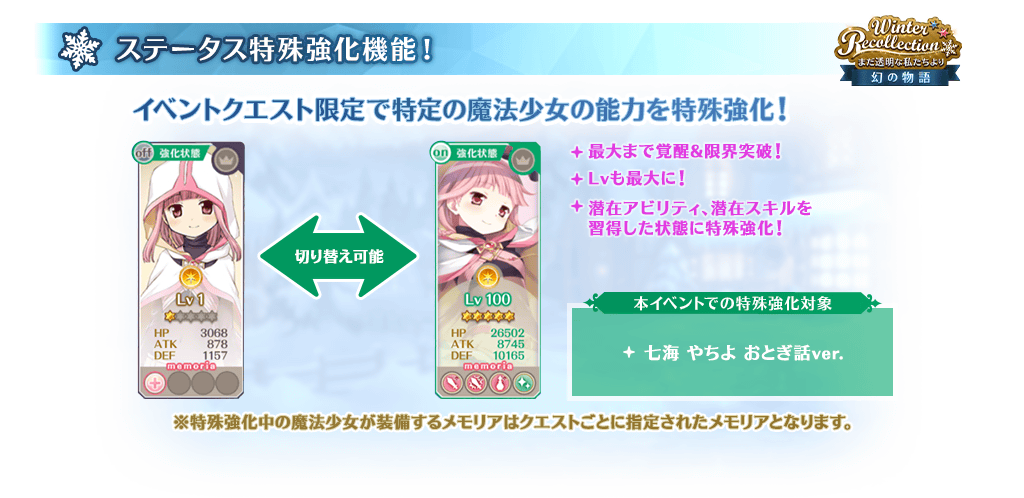 ステータス特殊強化機能!
Winter
Recollection
まだ透明な私たちより
幻の物語
イベントクエスト限定で特定の魔法少女の能力を特殊強化!
off 強化状態
Lv 1
HP 3068
ATK 878
DEF 1157
memoria
切り替え可能
on 強化状態
Lv 100
HP 26502
ATK 8745
DEF 10165
memoria
最大まで覚醒&限界突破!
Lvも最大に!
潜在アビリティ、潜在スキルを
習得した状態に特殊強化!
本イベントでの特殊強化対象
七海 やちよ おとぎ話ver.
※特殊強化中の魔法少女が装備するメモリアはクエストごとに指定されたメモリアとなります。